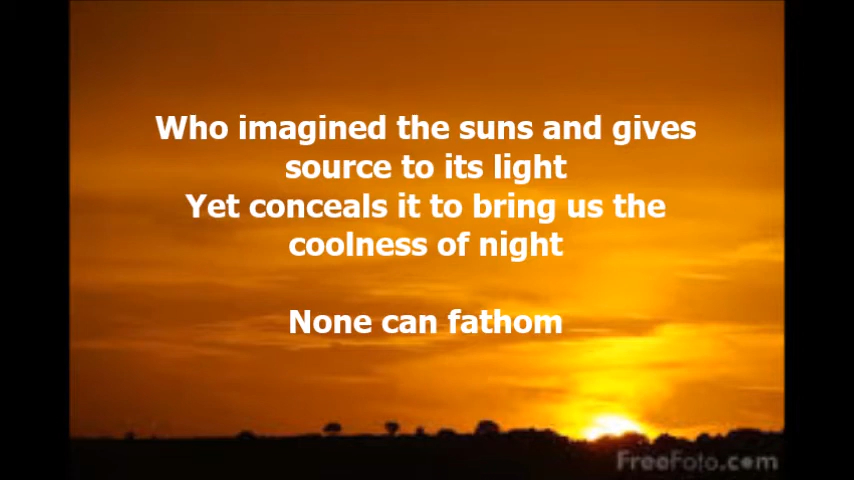 Who imagined the suns and gives
source to its light
Yet conceals it to bring us the
coolness of night
None can fathom
FreeFoto.com